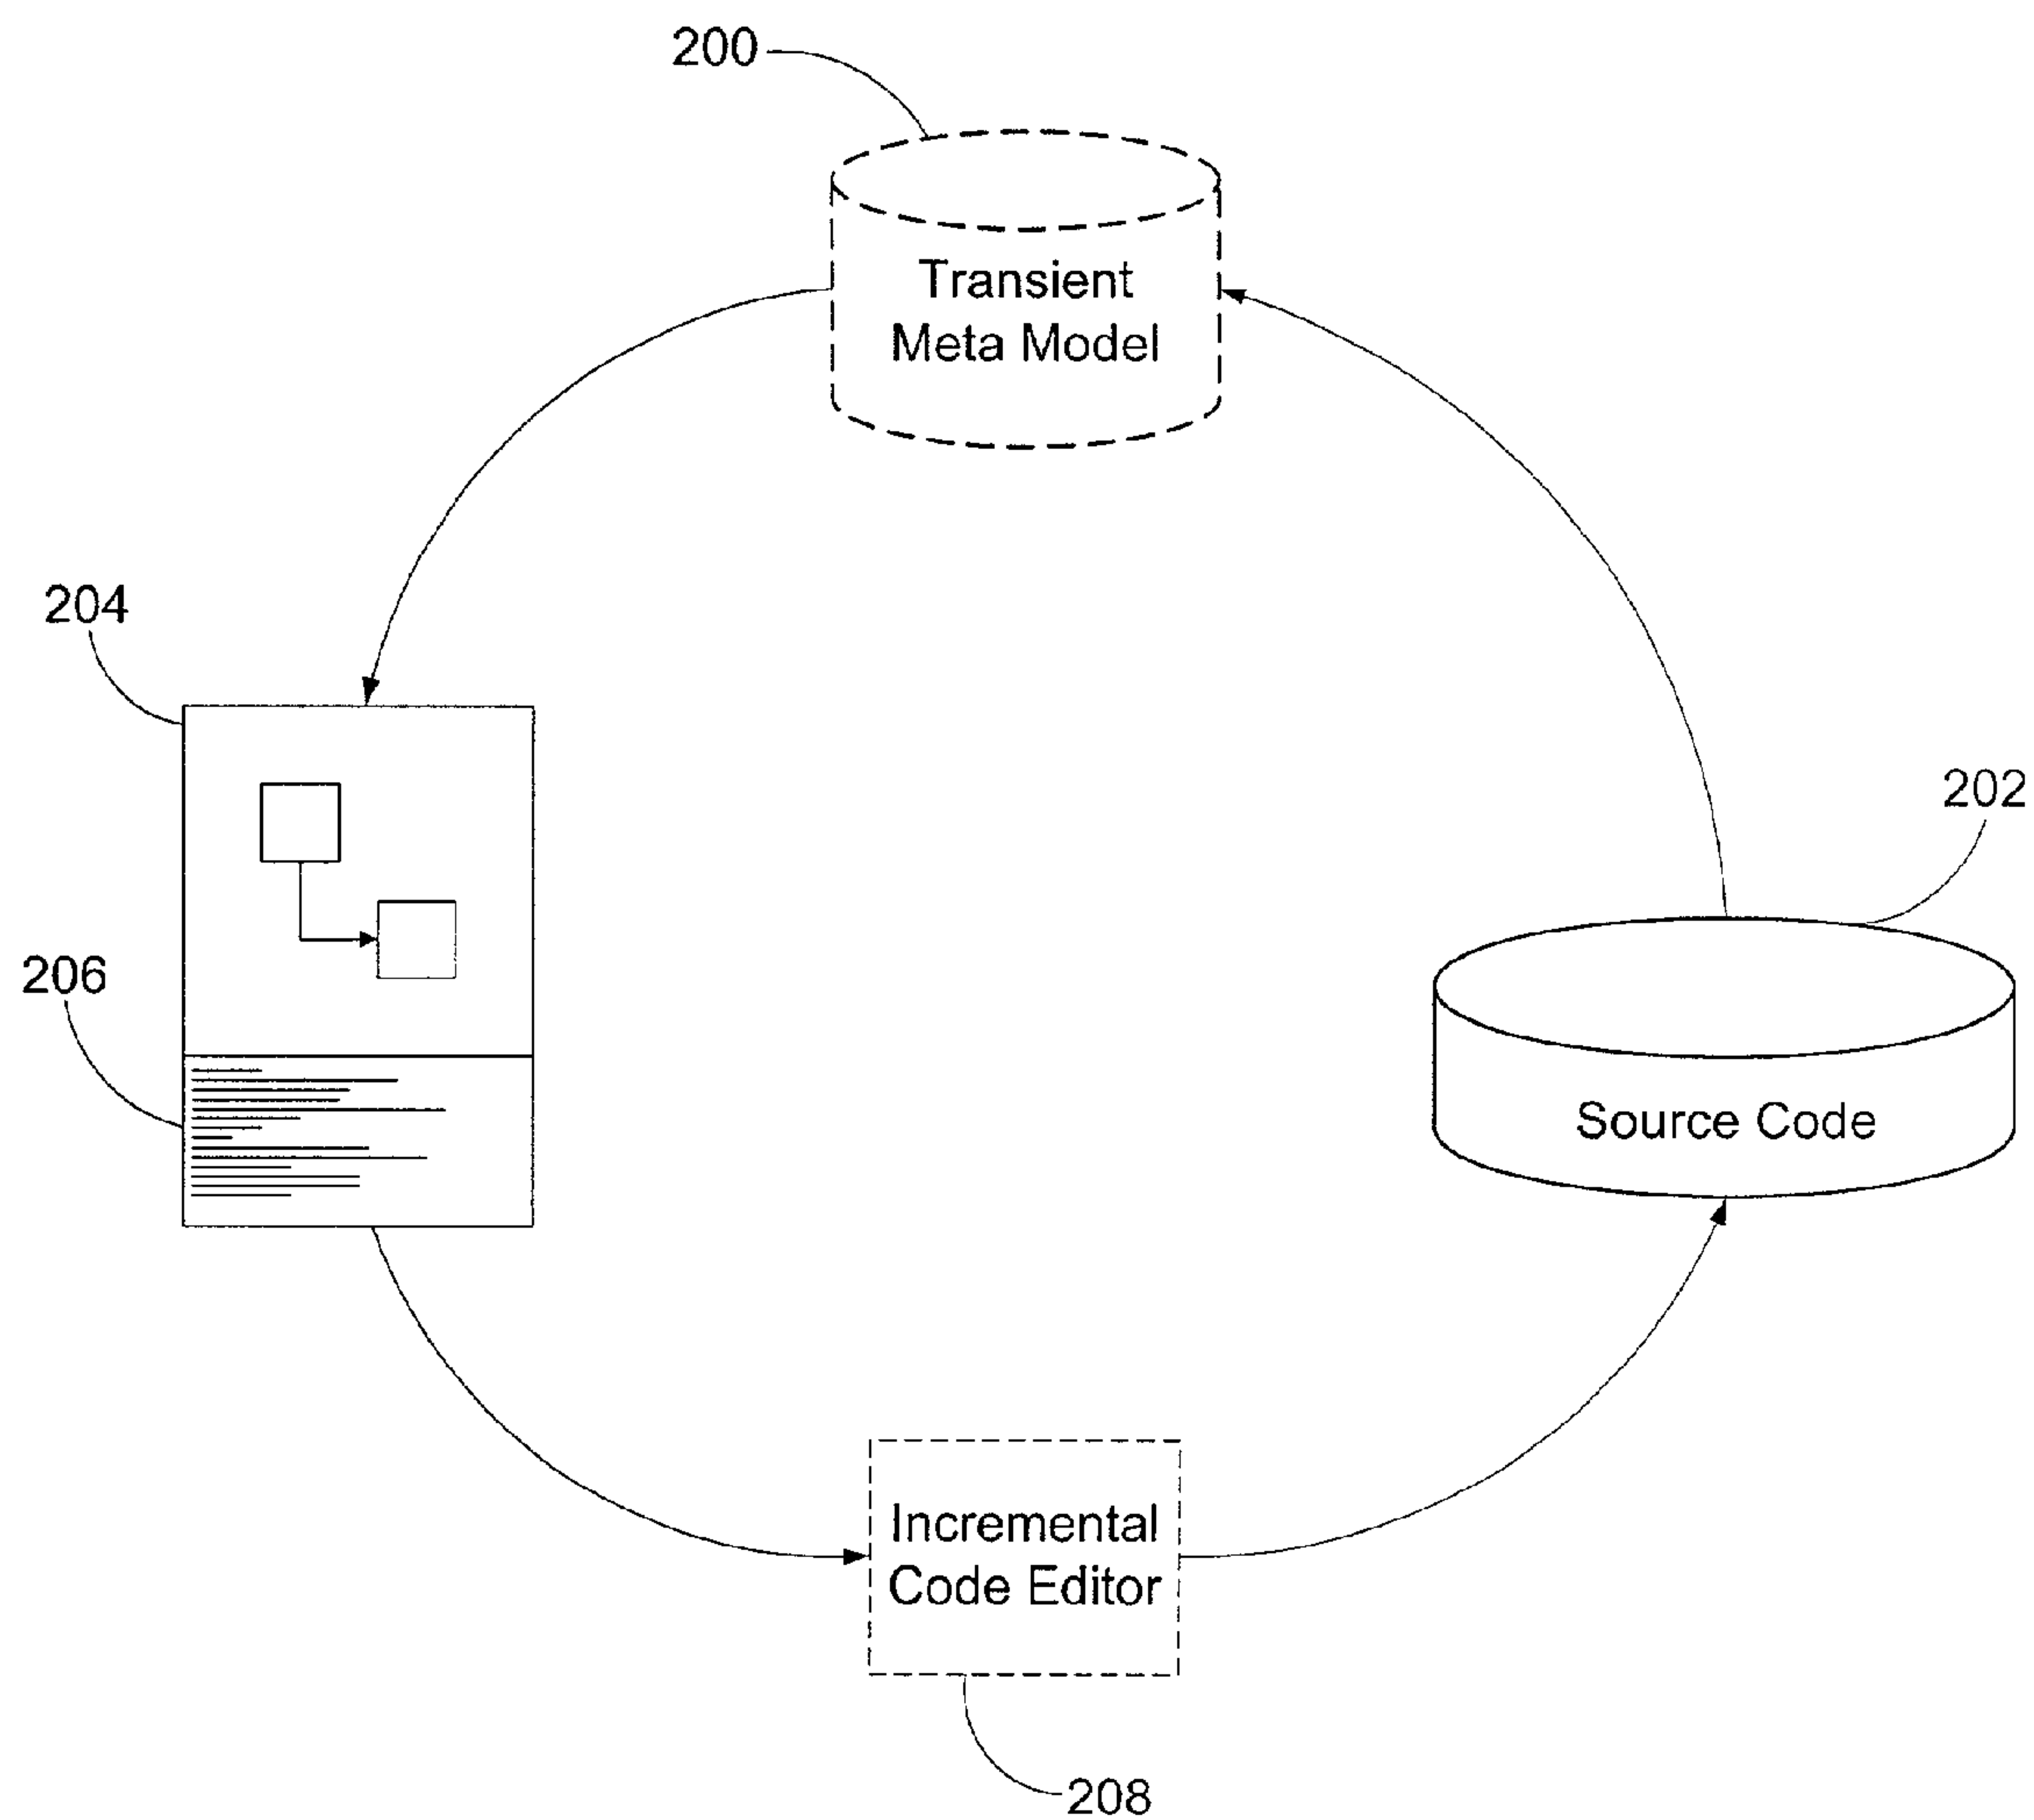 200
Transient
Meta Model
204
202
206
Source Code
Incremental
Code Editor
208